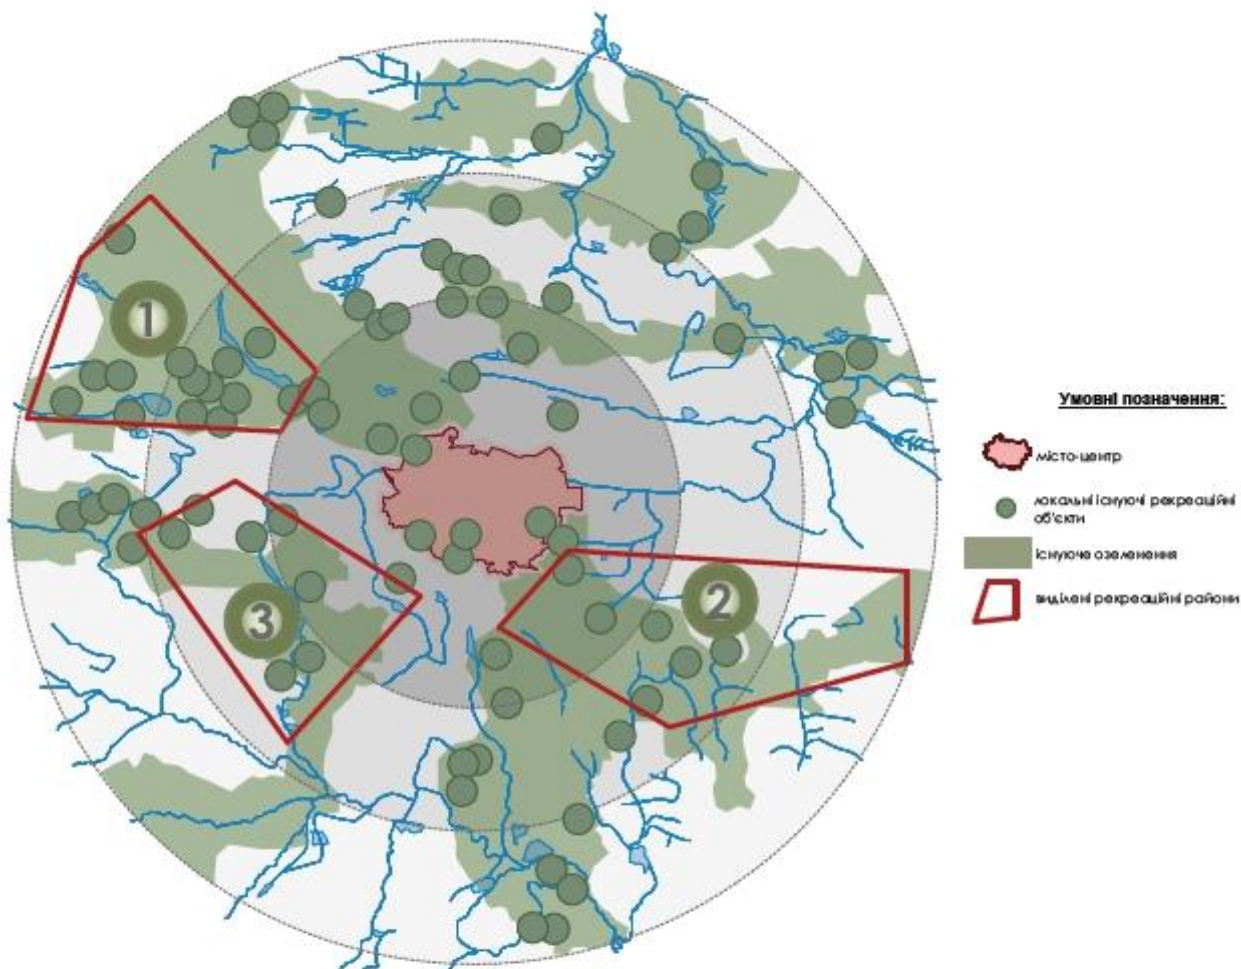 1
2
3
Умовні позначення:
місто-центр
локальні існуючі рекреаційні
об'єкти
існуюче озеленення
виділені рекреаційні райони